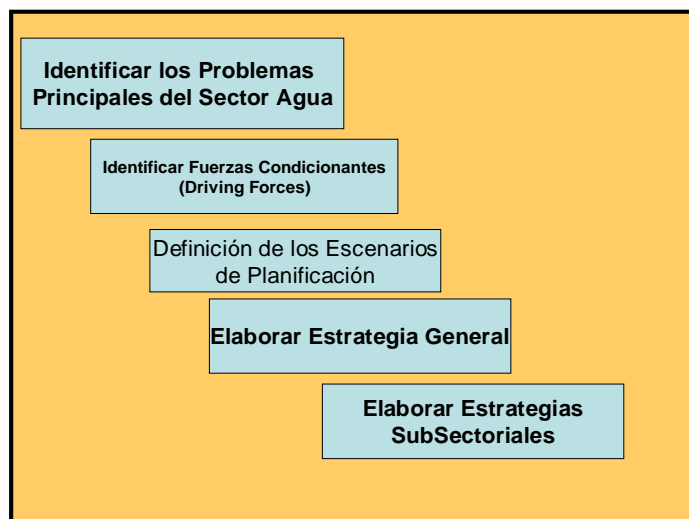 Identificar los Problemas
Principales del Sector Agua
Identificar Fuerzas Condicionantes
(Driving Forces)
Definición de los Escenarios
de Planificación
Elaborar Estrategia General
Elaborar Estrategias
SubSectoriales